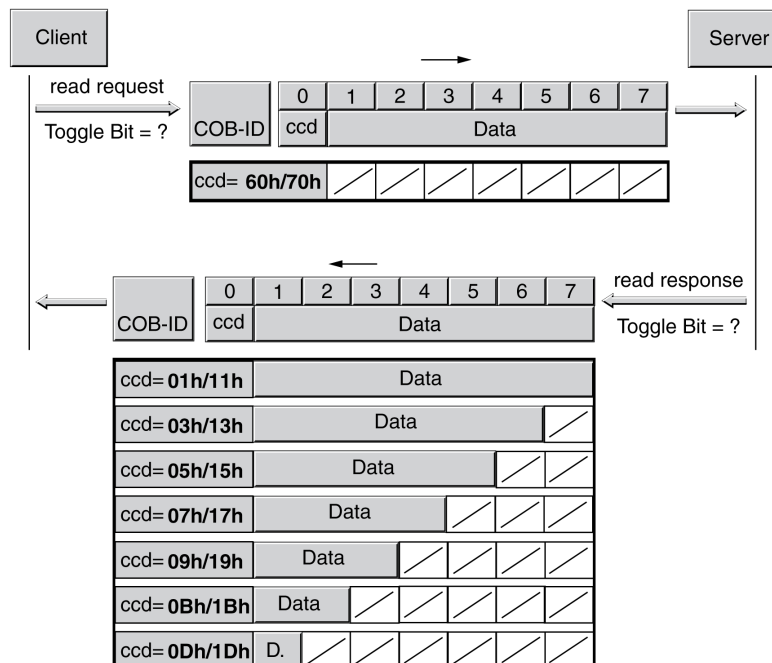 Client
Server
read request
Toggle Bit = ?
COB-ID
0 1 2 3 4 5 6 7
ccd Data
ccd= 60h/70h
read response
Toggle Bit = ?
COB-ID
0 1 2 3 4 5 6 7
ccd Data
ccd= 01h/11h Data
ccd= 03h/13h Data
ccd= 05h/15h Data
ccd= 07h/17h Data
ccd= 09h/19h Data
ccd= 0Bh/1Bh Data
ccd= 0Dh/1Dh D.